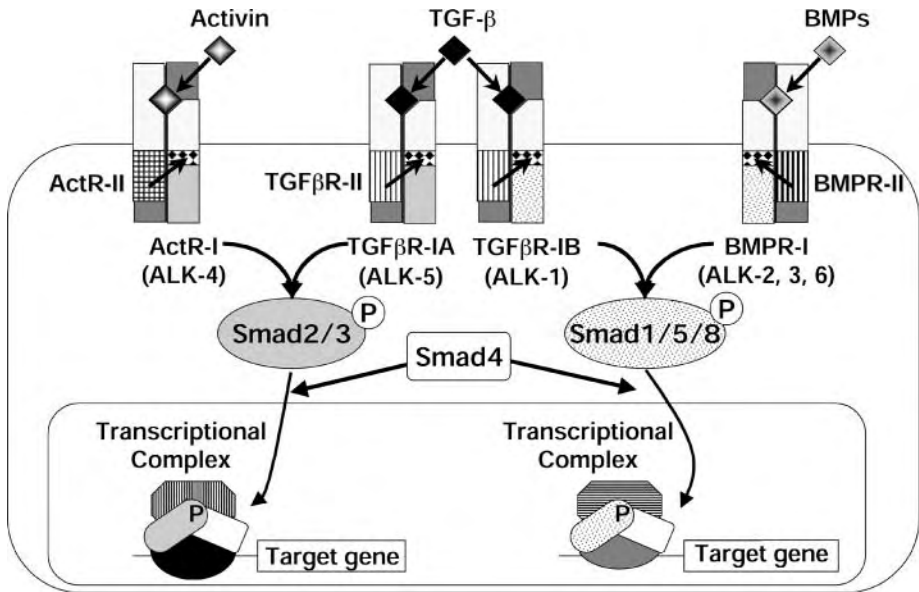 Activin
TGF-β
BMPs
ActR-II
TGFβR-II
BMPR-II
ActR-I
(ALK-4)
TGFβR-IA
(ALK-5)
TGFβR-IB
(ALK-1)
BMPR-I
(ALK-2, 3, 6)
P
Smad2/3
P
Smad1/5/8
Smad4
Transcriptional
Complex
P
Target gene
Transcriptional
Complex
P
Target gene